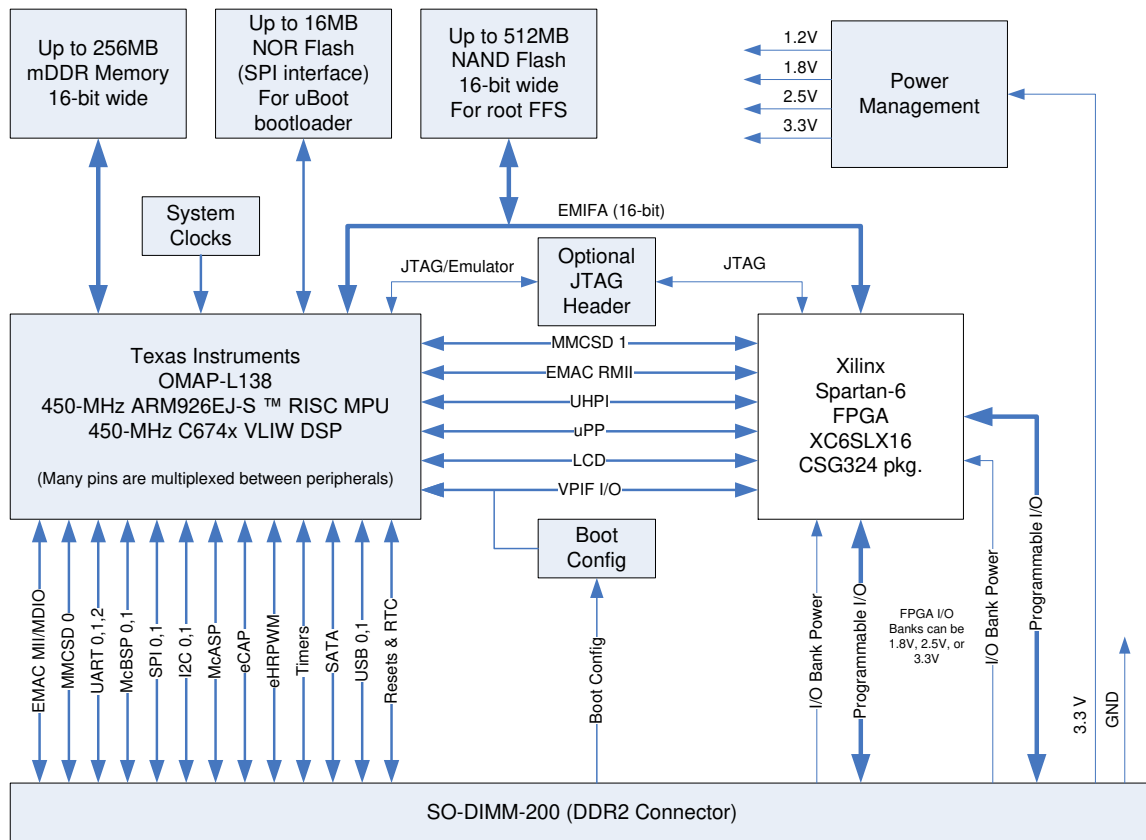 Up to 256MB
mDDR Memory
16-bit wide
Up to 16MB
NOR Flash
(SPI interface)
For uBoot
bootloader
Up to 512MB
NAND Flash
16-bit wide
For root FFS
1.2V
1.8V
2.5V
3.3V
Power
Management
System
Clocks
EMIFA (16-bit)
JTAG/Emulator
Optional
JTAG
Header
JTAG
Texas Instruments
OMAP-L138
450-MHz ARM926EJ-S ™ RISC MPU
450-MHz C674x VLIW DSP
(Many pins are multiplexed between peripherals)
MMCSD 1
EMAC RMII
UHPI
uPP
LCD
VPIF I/O
Xilinx
Spartan-6
FPGA
XC6SLX16
CSG324 pkg.
Boot
Config
EMAC MII/MDIO
MMCSD 0
UART 0,1,2
McBSP 0,1
SPI 0,1
I2C 0,1
McASP
eCAP
eHRPWM
Timers
SATA
USB 0,1
Resets & RTC
Boot Config
I/O Bank Power
Programmable I/O
FPGA I/O
Banks can be
1.8V, 2.5V, or
3.3V
I/O Bank Power
Programmable I/O
3.3 V
GND
SO-DIMM-200 (DDR2 Connector)